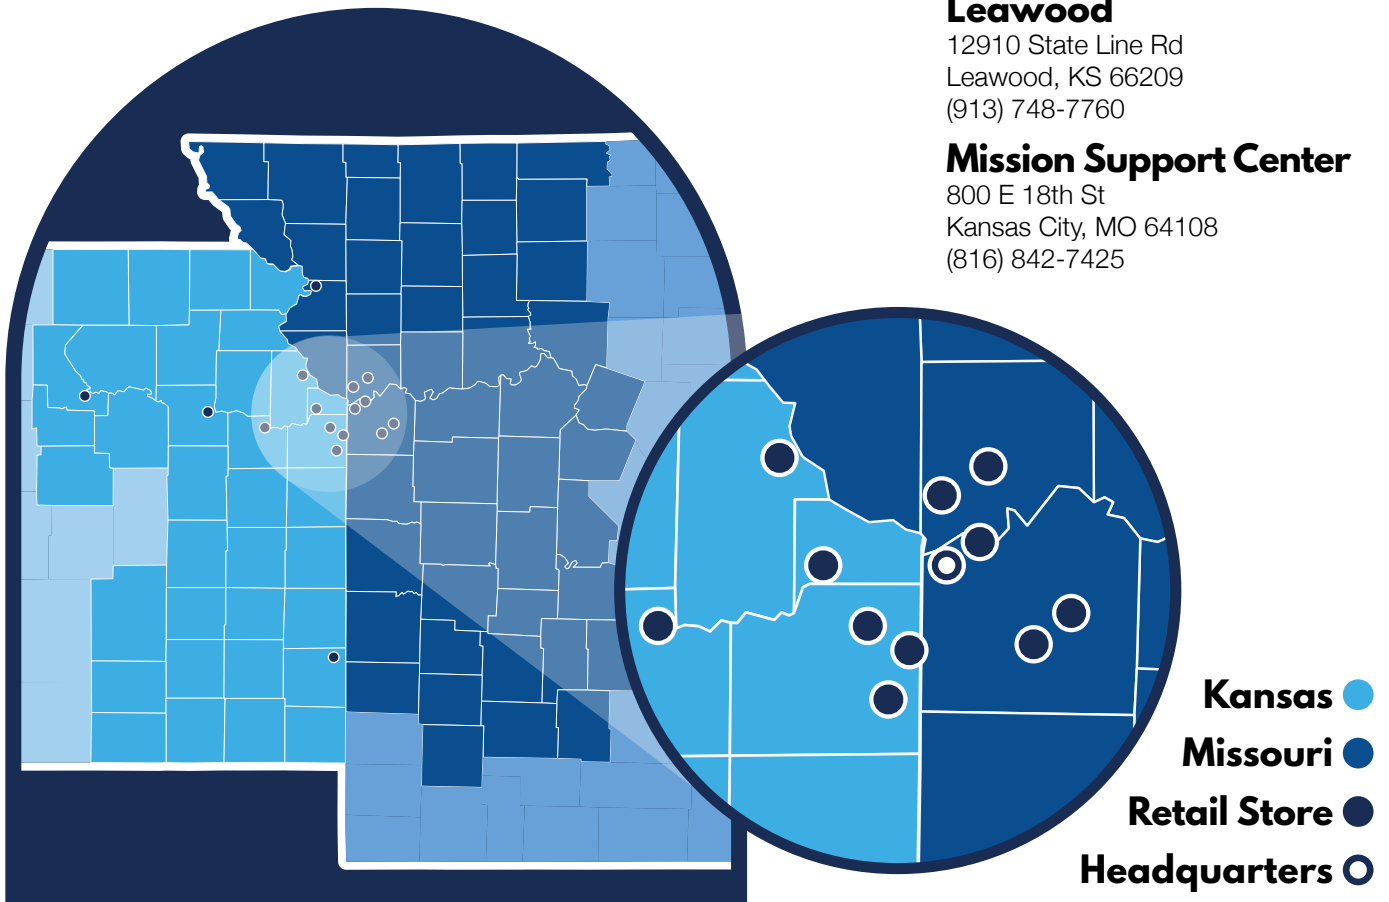 Leawood
12910 State Line Rd
Leawood, KS 66209
(913) 748-7760
Mission Support Center
800 E 18th St
Kansas City, MO 64108
(816) 842-7425
Kansas
Missouri
Retail Store
Headquarters